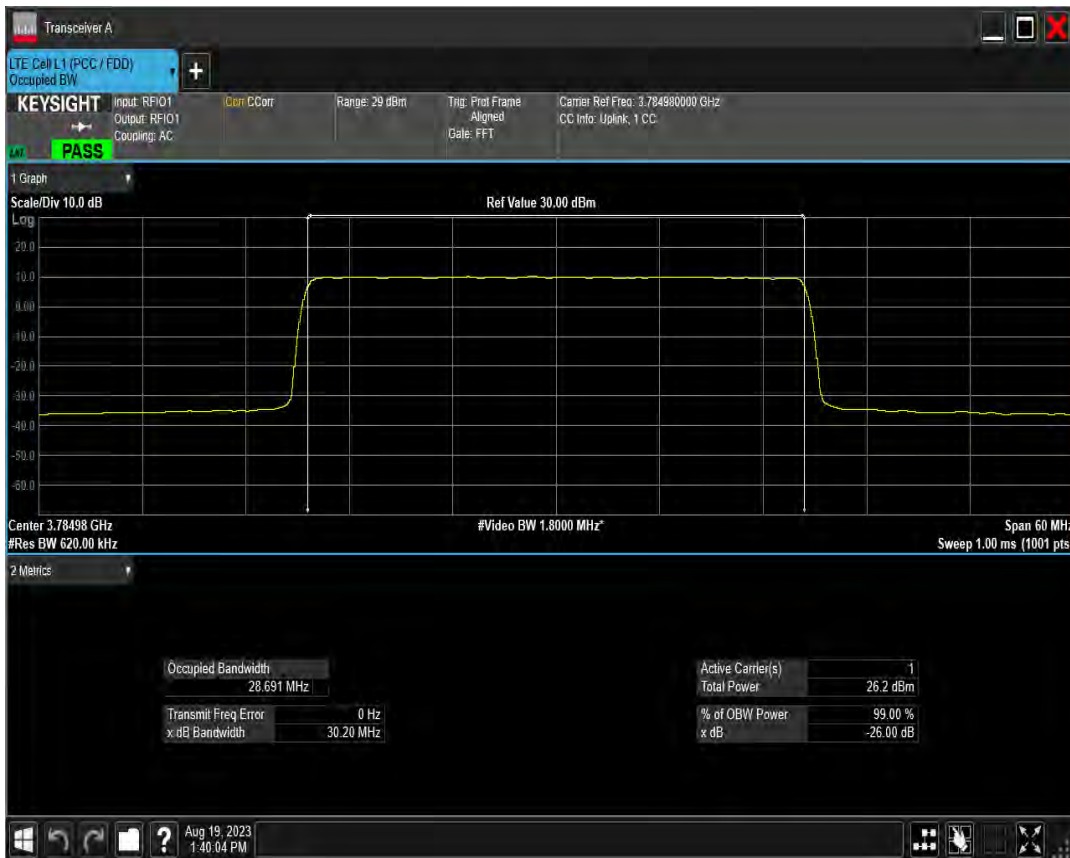 Transceiver A
LTE Cell L1 (PCC / FDD)
Occupied BW
+
KEYSIGHT
Input: RFIO1
Output: RFIO1
Coupling: AC
Corr CCorr
Range: 29 dBm
Trig: Prot Frame
Aligned
Gate: FFT
Carrier Ref Freq: 3.784980000 GHz
CC Info: Uplink, 1 CC
PASS
1 Graph
Scale/Div 10.0 dB
Ref Value 30.00 dBm
Log
20.0
10.0
0.00
-10.0
-20.0
-30.0
-40.0
-50.0
-60.0
Center 3.78498 GHz
#Video BW 1.8000 MHz*
Span 60 MHz
#Res BW 620.00 kHz
Sweep 1.00 ms (1001 pts
2 Metrics
Occupied Bandwidth
28.691 MHz
Transmit Freq Error 0 Hz
x dB Bandwidth 30.20 MHz
Active Carrier(s) 1
Total Power 26.2 dBm
% of OBW Power 99.00 %
x dB -26.00 dB
?
Aug 19, 2023
1:40:04 PM